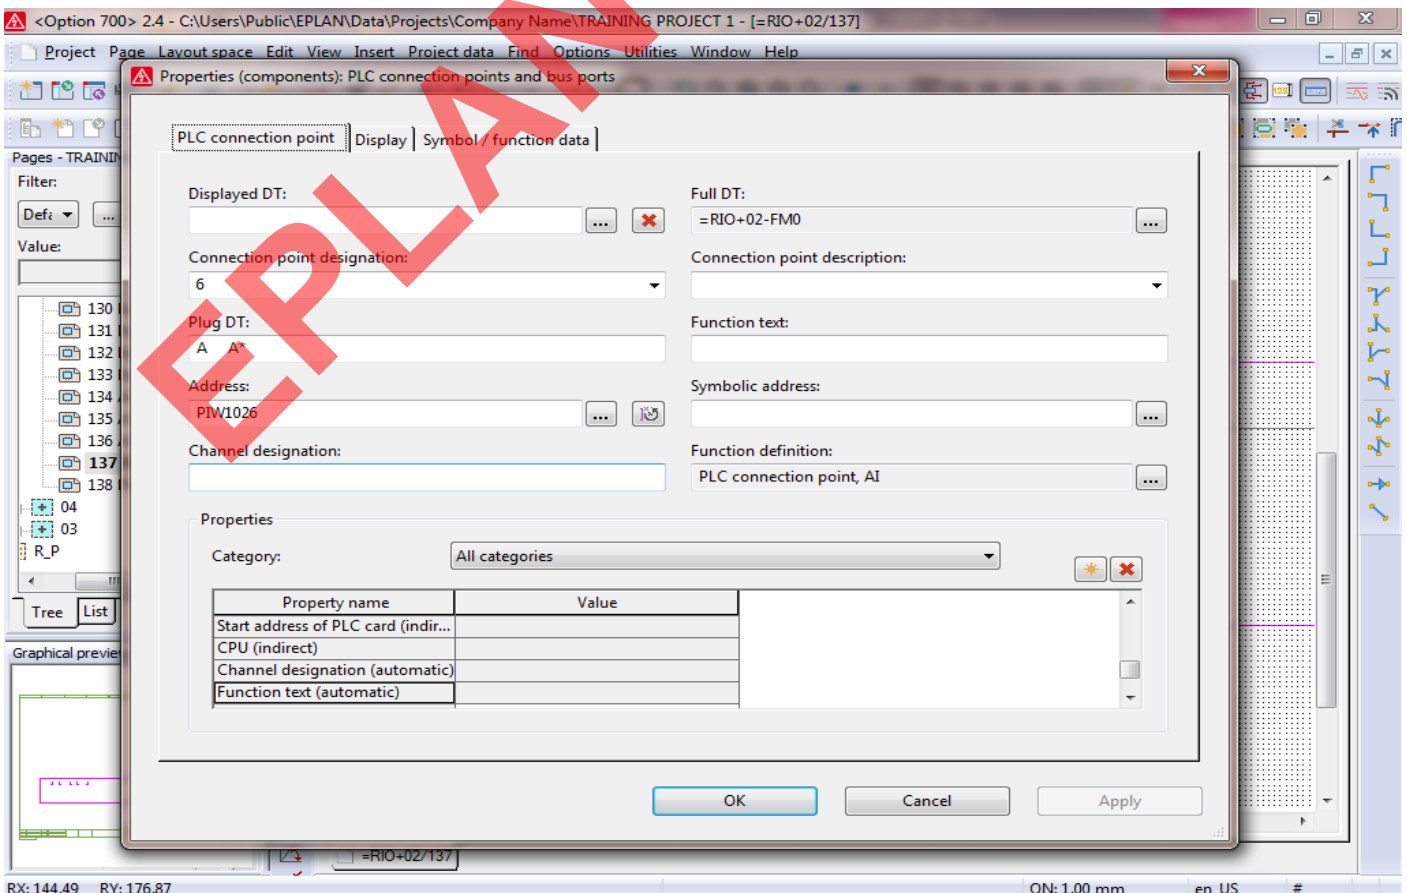 <Option 700> 2.4 - C:\Users\Public\EPLAN\Data\Projects\Company Name\TRAINING PROJECT 1 - [=RIO+02/137]
Project Page Layout space Edit View Insert Project data Find Options Utilities Window Help
Properties (components): PLC connection points and bus ports
PLC connection point Display Symbol / function data
Pages - TRAININ
Filter:
Defa ...
Value:
130
131
132
133
134
135
136
137
138
04
03
R_P
Tree List
Graphical previe
Displayed DT: Full DT:
... =RIO+02-FM0 ...
Connection point designation: Connection point description:
6
Plug DT: Function text:
A A*
Address: Symbolic address:
PIW1026 ... ...
Channel designation: Function definition:
PLC connection point, AI ...
Properties
Category: All categories
Property name Value
Start address of PLC card (indir...
CPU (indirect)
Channel designation (automatic)
Function text (automatic)
OK Cancel Apply
=RIO+02/137
RX: 144.49 RY: 176.87 ON: 1.00 mm en_US #
EPLAN